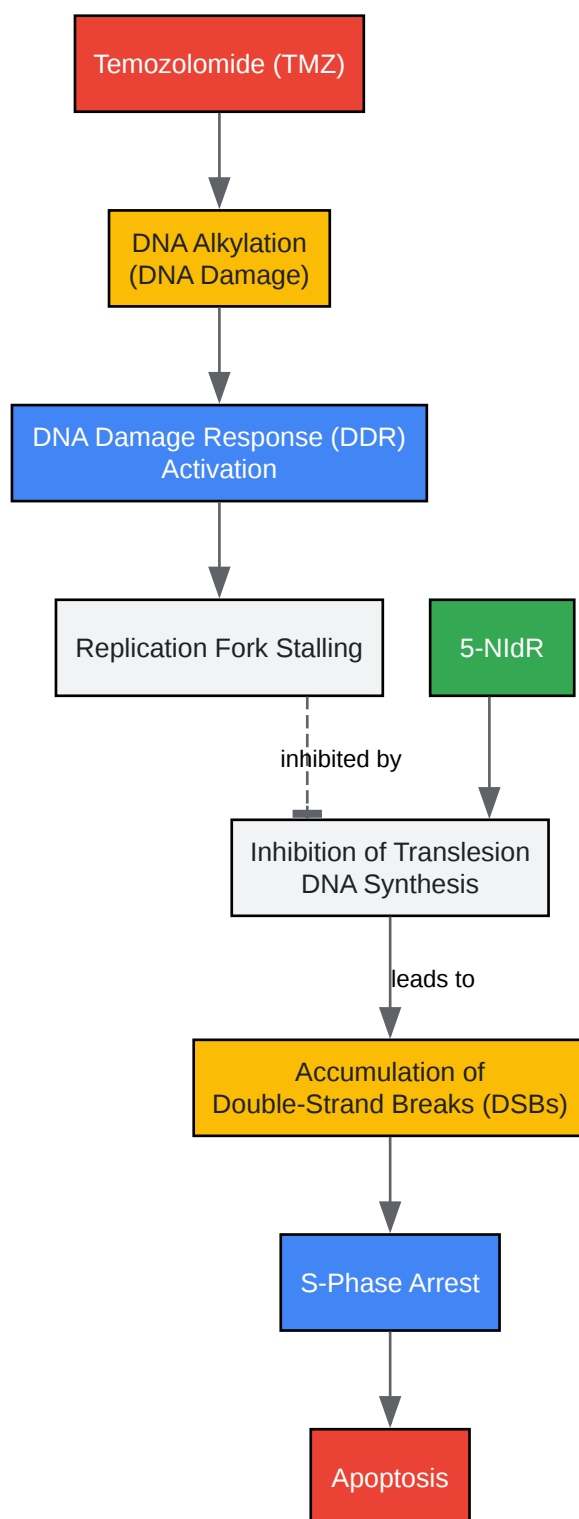 Temozolomide (TMZ)
DNA Alkylation
(DNA Damage)
DNA Damage Response (DDR)
Activation
Replication Fork Stalling
5-NIdR
inhibited by
Inhibition of Translesion
DNA Synthesis
leads to
Accumulation of
Double-Strand Breaks (DSBs)
S-Phase Arrest
Apoptosis